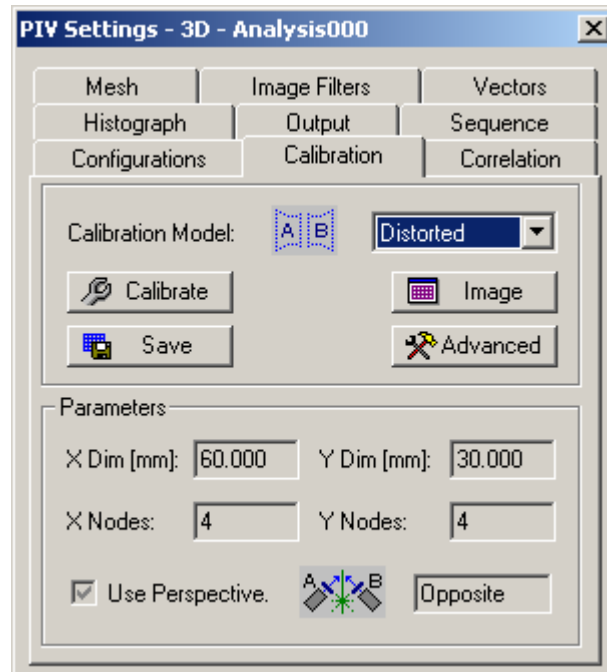 PIV Settings - 3D - Analysis000
Mesh Image Filters Vectors
Histograph Output Sequence
Configurations Calibration Correlation
Calibration Model: A B Distorted
Calibrate Image
Save Advanced
Parameters
X Dim [mm]: 60.000 Y Dim [mm]: 30.000
X Nodes: 4 Y Nodes: 4
Use Perspective. A B Opposite